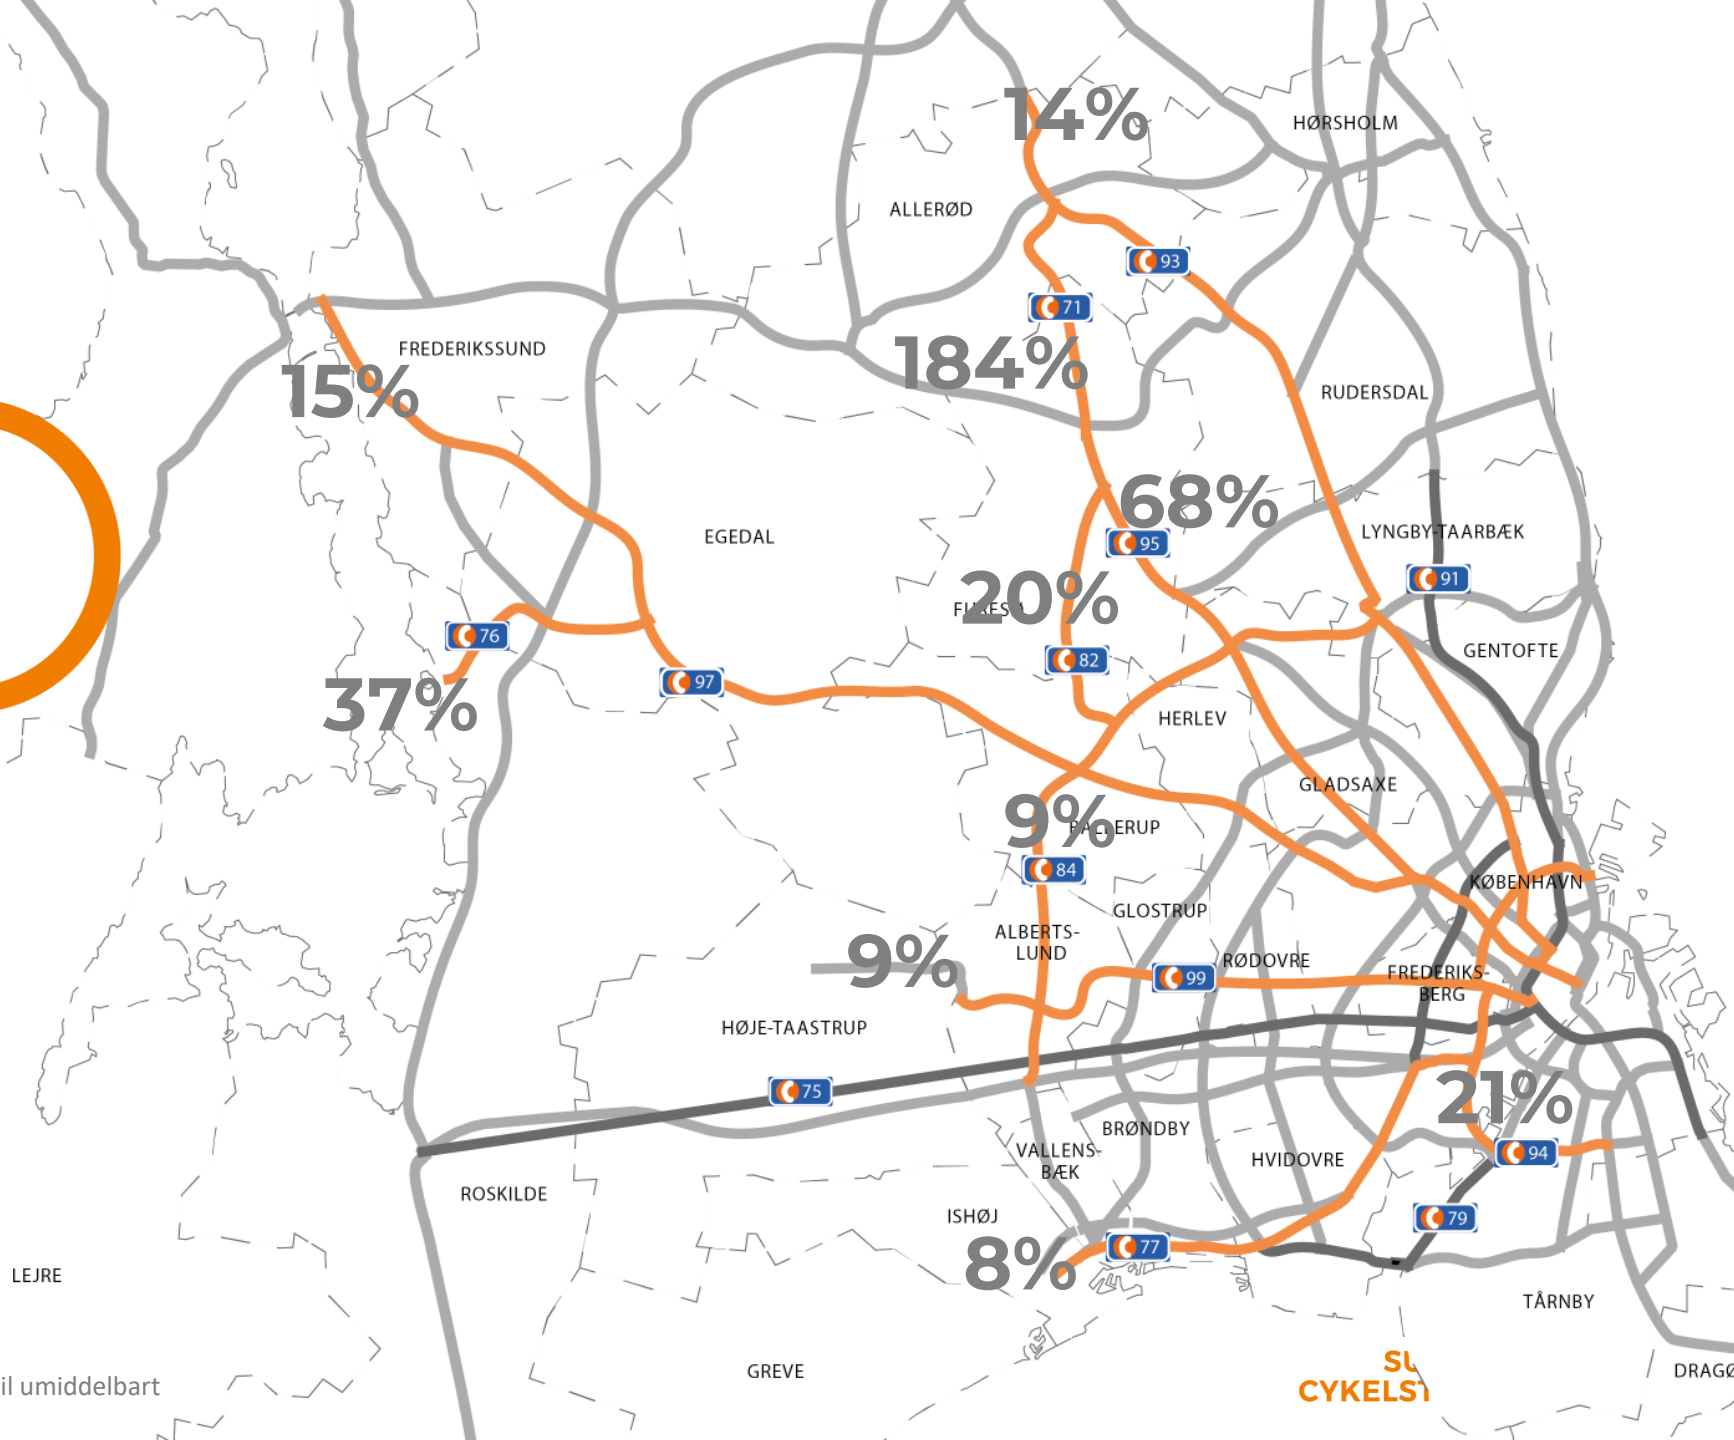 HØRSHOLM
14%
ALLERØD
93
71
FREDERIKSSUND
184%
15%
RUDERSDAL
68%
LYNGBY-TAARBÆK
EGEDAL
95
91
20%
76
GENTOFTE
82
97
37%
HERLEV
GLADSAXE
9%
84
KØBENHAVN
GLOSTRUP
ALBERTS-
LUND
9%
RØDOVRE
99
FREDERIKS-
BERG
HØJE-TAASTRUP
75
21%
BRØNDBY
VALLENS-
BÆK
HVIDOVRE
94
ROSKILDE
ISHØJ
79
77
8%
LEJRE
TÅRNBY
GREVE
DRAGØ
il umiddelbart
CYKELST